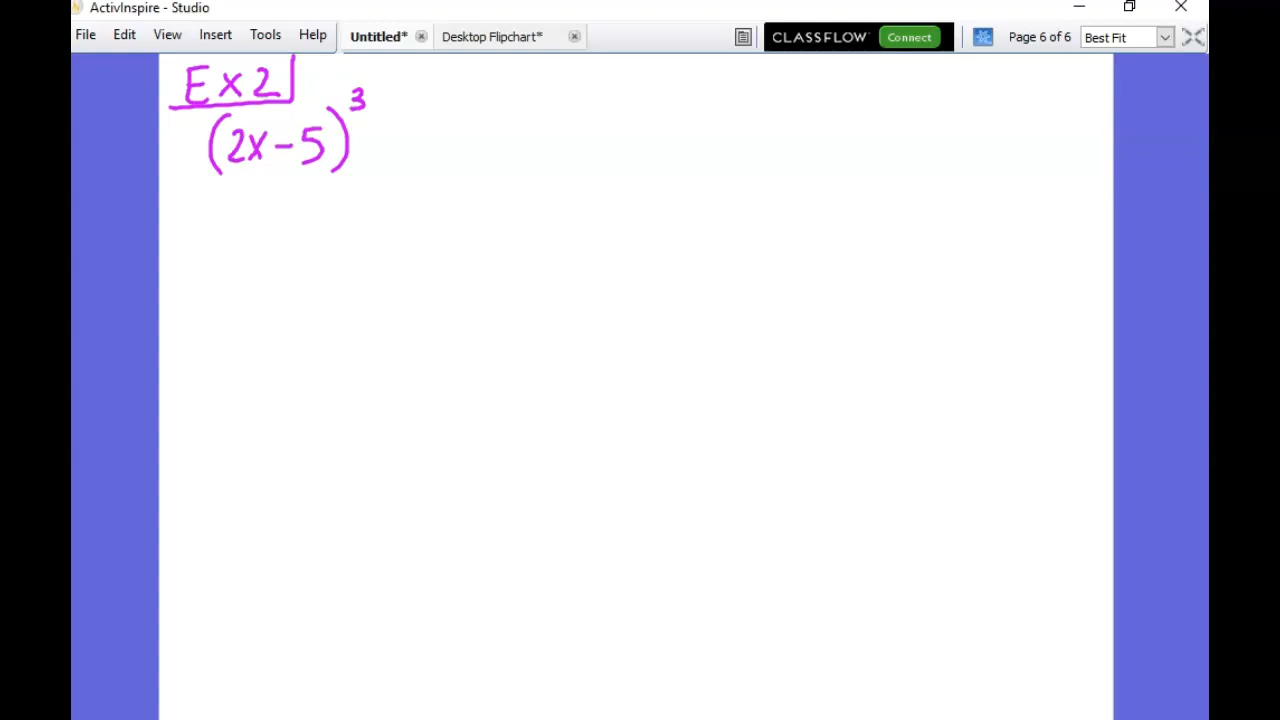 ActivInspire - Studio
File Edit View Insert Tools Help Untitled* Desktop Flipchart* CLASSFLOW Connect Page 6 of 6 Best Fit
Ex 2
(2x-5)³